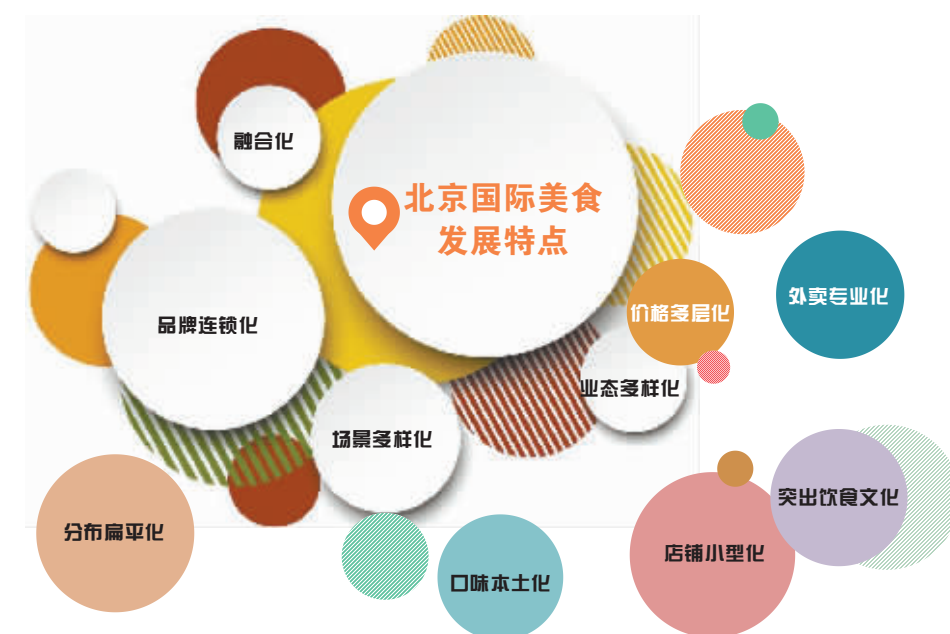 北京国际美食
发展特点
融合化
品牌连锁化
场景多样化
价格多层化
外卖专业化
业态多样化
分布扁平化
口味本土化
店铺小型化
突出饮食文化